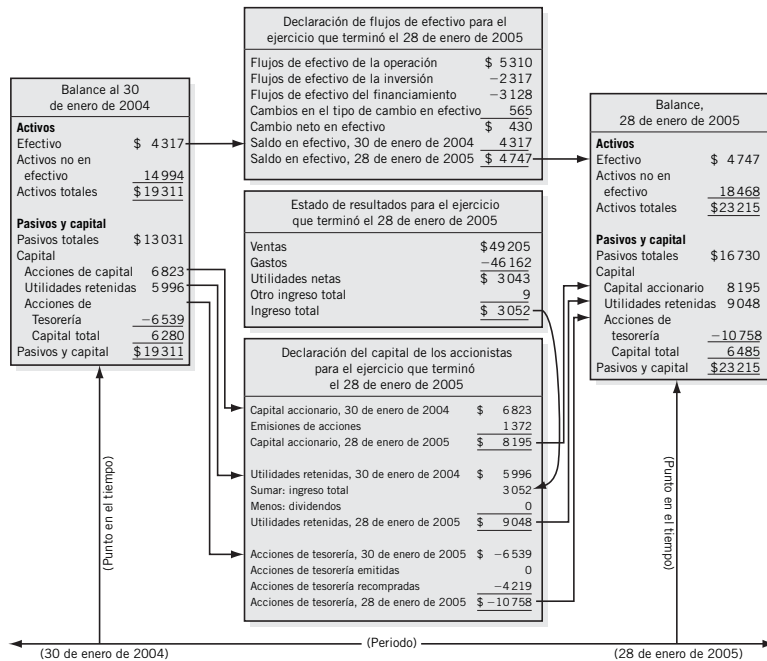 Declaración de flujos de efectivo para el
ejercicio que terminó el 28 de enero de 2005
Flujos de efectivo de la operación $ 5310
Flujos de efectivo de la inversión −2317
Flujos de efectivo del financiamiento −3128
Cambios en el tipo de cambio en efectivo 565
Cambio neto en efectivo $ 430
Saldo en efectivo, 30 de enero de 2004 4317
Saldo en efectivo, 28 de enero de 2005 $ 4747
Balance al 30
de enero de 2004
Activos
Efectivo $ 4317
Activos no en
efectivo 14994
Activos totales $19311
Pasivos y capital
Pasivos totales $13031
Capital
Acciones de capital 6823
Utilidades retenidas 5996
Acciones de
Tesorería −6539
Capital total 6280
Pasivos y capital $19311
Estado de resultados para el ejercicio
que terminó el 28 de enero de 2005
Ventas $49205
Gastos −46162
Utilidades netas $ 3043
Otro ingreso total 9
Ingreso total $ 3052
Declaración del capital de los accionistas
para el ejercicio que terminó
el 28 de enero de 2005
Capital accionario, 30 de enero de 2004 $ 6823
Emisiones de acciones 1372
Capital accionario, 28 de enero de 2005 $ 8195
Utilidades retenidas, 30 de enero de 2004 $ 5996
Sumar: ingreso total 3052
Menos: dividendos 0
Utilidades retenidas, 28 de enero de 2005 $ 9048
Acciones de tesorería, 30 de enero de 2005 $ −6539
Acciones de tesorería emitidas 0
Acciones de tesorería recompradas −4219
Acciones de tesorería, 28 de enero de 2005 $ −10758
Balance,
28 de enero de 2005
Activos
Efectivo $ 4747
Activos no en
efectivo 18468
Activos totales $23215
Pasivos y capital
Pasivos totales $16730
Capital
Capital accionario 8195
Utilidades retenidas 9048
Acciones de
tesorería −10758
Capital total 6485
Pasivos y capital $23215
(Punto en el tiempo)
(Punto en el tiempo)
(Periodo)
(30 de enero de 2004)
(28 de enero de 2005)